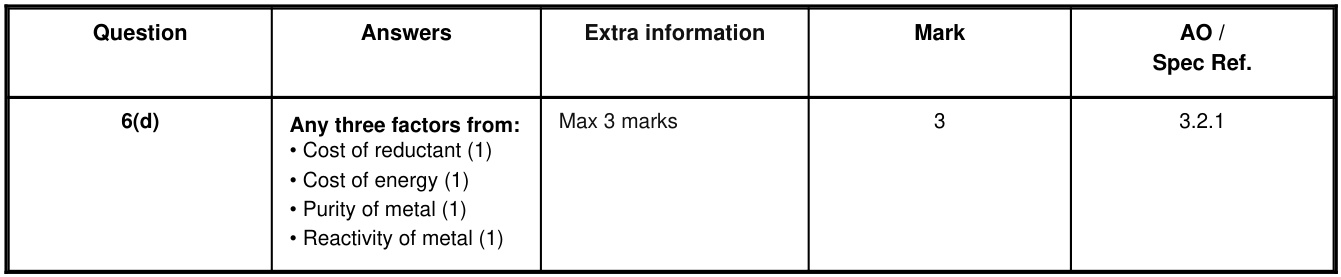 Question Answers Extra information Mark AO /
Spec Ref.
6(d) Any three factors from: Max 3 marks 3 3.2.1
• Cost of reductant (1)
• Cost of energy (1)
• Purity of metal (1)
• Reactivity of metal (1)